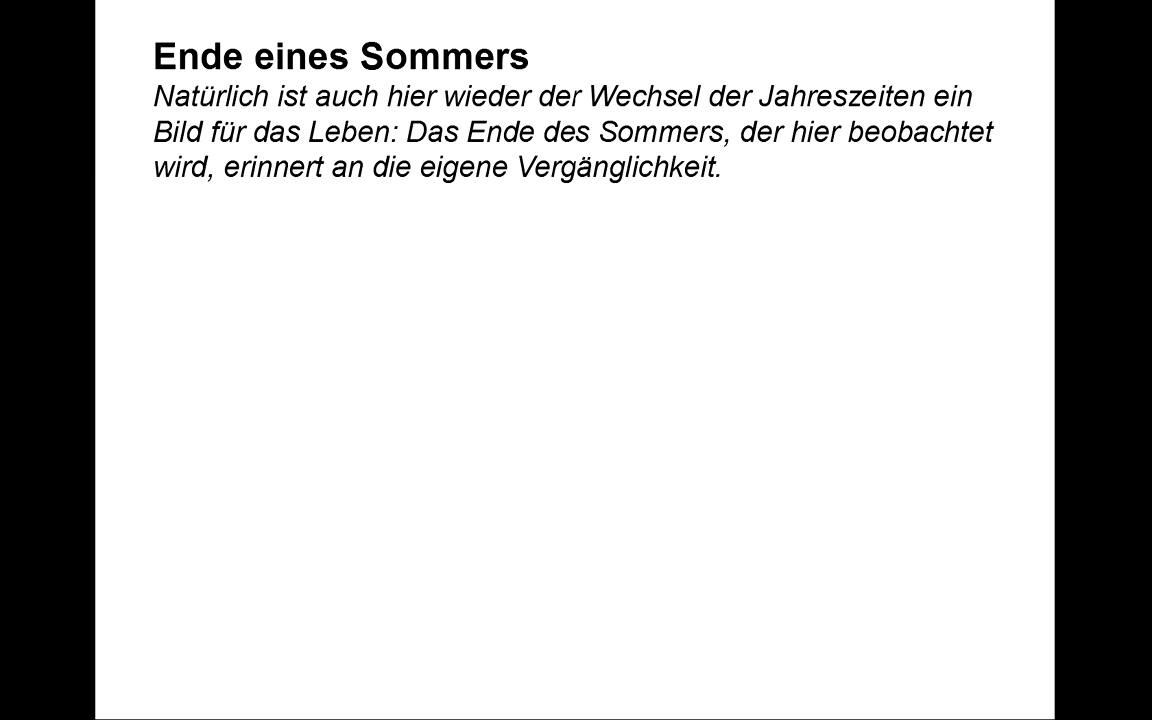 Ende eines Sommers
Natürlich ist auch hier wieder der Wechsel der Jahreszeiten ein
Bild für das Leben: Das Ende des Sommers, der hier beobachtet
wird, erinnert an die eigene Vergänglichkeit.